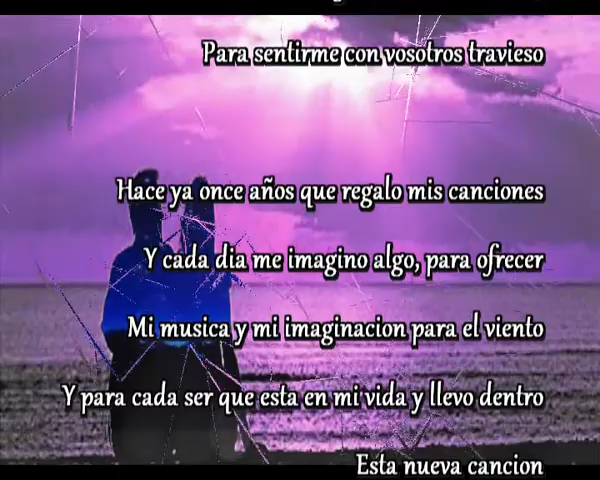 Para sentirme con vosotros travieso
Hace ya once años que regalo mis canciones
Y cada dia me imagino algo, para ofrecer
Mi musica y mi imaginacion para el viento
Y para cada ser que esta en mi vida y llevo dentro
Esta nueva cancion